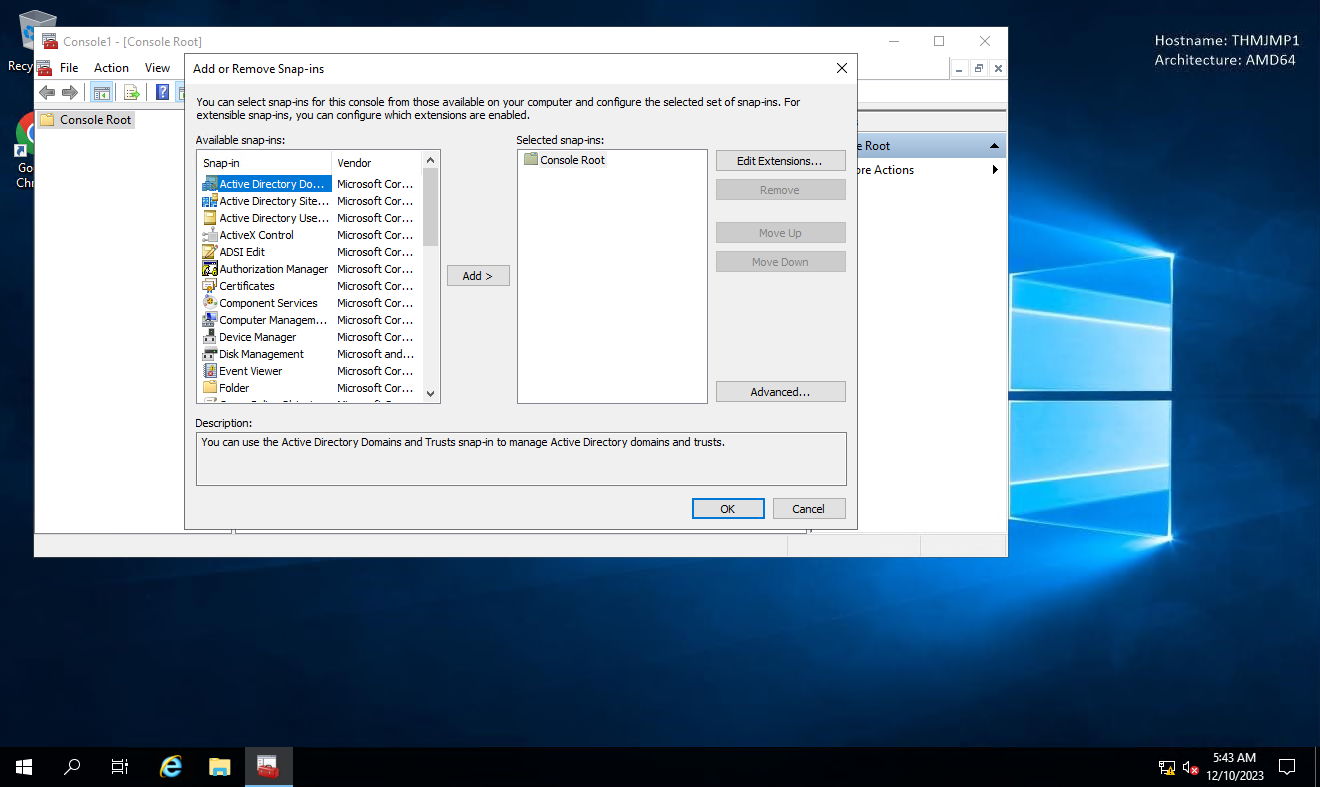 Recy
Hostname: THMJMP1
Architecture: AMD64
Console1 - [Console Root]
File Action View
Console Root
Go
Chr
Add or Remove Snap-ins
You can select snap-ins for this console from those available on your computer and configure the selected set of snap-ins. For
extensible snap-ins, you can configure which extensions are enabled.
Available snap-ins:
Snap-in Vendor
Active Directory Do... Microsoft Cor...
Active Directory Site... Microsoft Cor...
Active Directory Use... Microsoft Cor...
ActiveX Control Microsoft Cor...
ADSI Edit Microsoft Cor...
Authorization Manager Microsoft Cor...
Certificates Microsoft Cor...
Component Services Microsoft Cor...
Computer Managem... Microsoft Cor...
Device Manager Microsoft Cor...
Disk Management Microsoft and...
Event Viewer Microsoft Cor...
Folder Microsoft Cor...
Add >
Selected snap-ins:
Console Root
Edit Extensions...
Remove
Move Up
Move Down
Advanced...
Description:
You can use the Active Directory Domains and Trusts snap-in to manage Active Directory domains and trusts.
OK Cancel
e Root
ore Actions
5:43 AM
12/10/2023